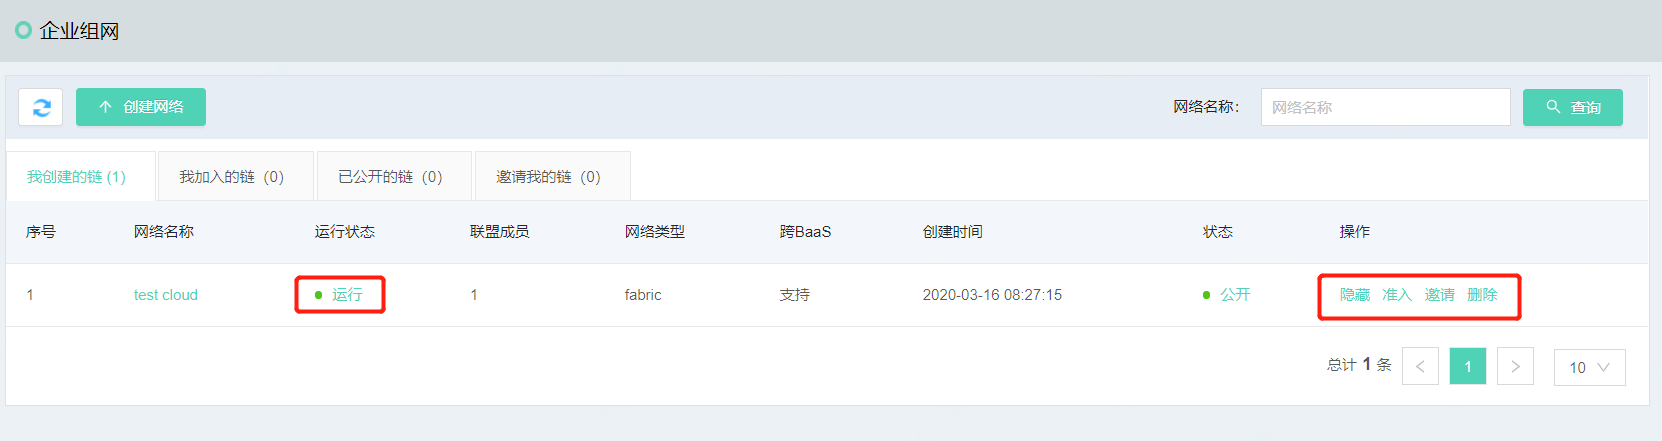 企业组网
创建网络 网络名称： 网络名称 查询
我创建的链 (1) 我加入的链（0） 已公开的链（0） 邀请我的链（0）
序号 网络名称 运行状态 联盟成员 网络类型 跨BaaS 创建时间 状态 操作
1 test cloud 运行 1 fabric 支持 2020-03-16 08:27:15 公开 隐藏 准入 邀请 删除
总计 1 条 1 10